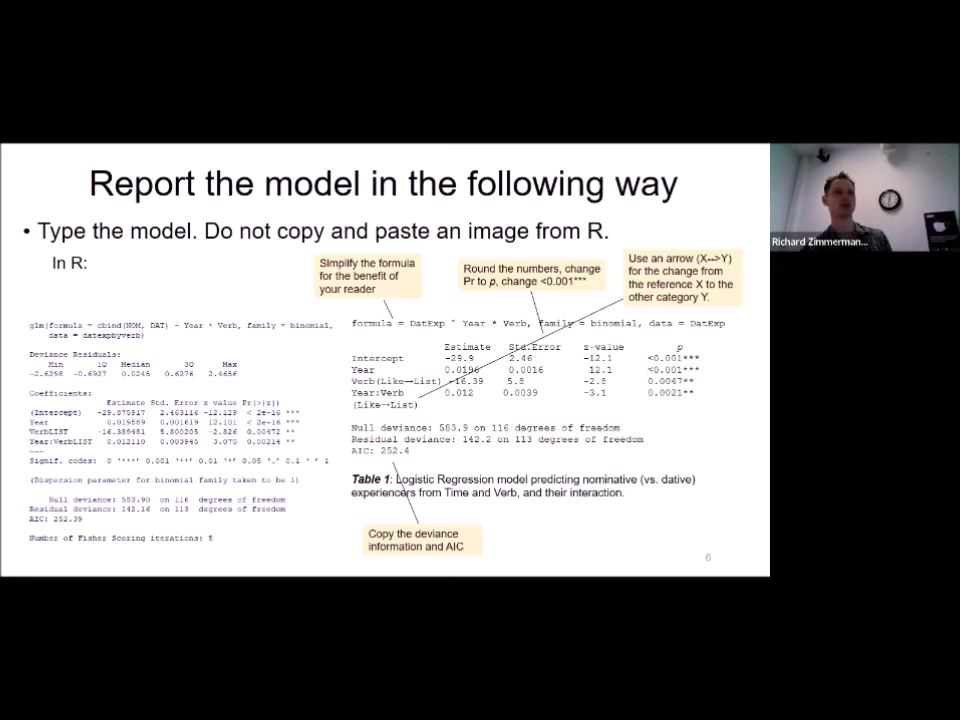 Report the model in the following way
• Type the model. Do not copy and paste an image from R.
In R:
Simplify the formula
for the benefit of
your reader
Round the numbers, change
Pr to p, change <0.001***
Use an arrow (X-->Y)
for the change from
the reference X to the
other category Y.
glm(formula = cbind(NOM, DAT) ~ Year * Verb, family = binomial,
data = datexpbyverb)
Deviance Residuals:
Min 1Q Median 3Q Max
-2.6298 -0.6927 0.0245 0.6276 2.4656
Coefficients:
Estimate Std. Error z value Pr(>|z|)
(Intercept) -29.875917 2.463116 -12.129 < 2e-16 ***
Year 0.019589 0.001619 12.101 < 2e-16 ***
VerbLIST -16.389481 5.800205 -2.826 0.00472 **
Year:VerbLIST 0.012110 0.003945 3.070 0.00214 **
---
Signif. codes: 0 '***' 0.001 '**' 0.01 '*' 0.05 '.' 0.1 ' ' 1
(Dispersion parameter for binomial family taken to be 1)
Null deviance: 583.90 on 116 degrees of freedom
Residual deviance: 142.16 on 113 degrees of freedom
AIC: 252.39
Number of Fisher Scoring iterations: 5
formula = DatExp ~ Year * Verb, family = binomial, data = DatExp
Estimate Std.Error z-value p
Intercept -29.9 2.46 -12.1 <0.001***
Year 0.0196 0.0016 12.1 <0.001***
Verb(Like→List) -16.39 5.8 -2.8 0.0047**
Year:Verb 0.012 0.0039 -3.1 0.0021**
(Like→List)
Null deviance: 583.9 on 116 degrees of freedom
Residual deviance: 142.2 on 113 degrees of freedom
AIC: 252.4
Table 1: Logistic Regression model predicting nominative (vs. dative)
experiencers from Time and Verb, and their interaction.
Copy the deviance
information and AIC
6
Richard Zimmerman...